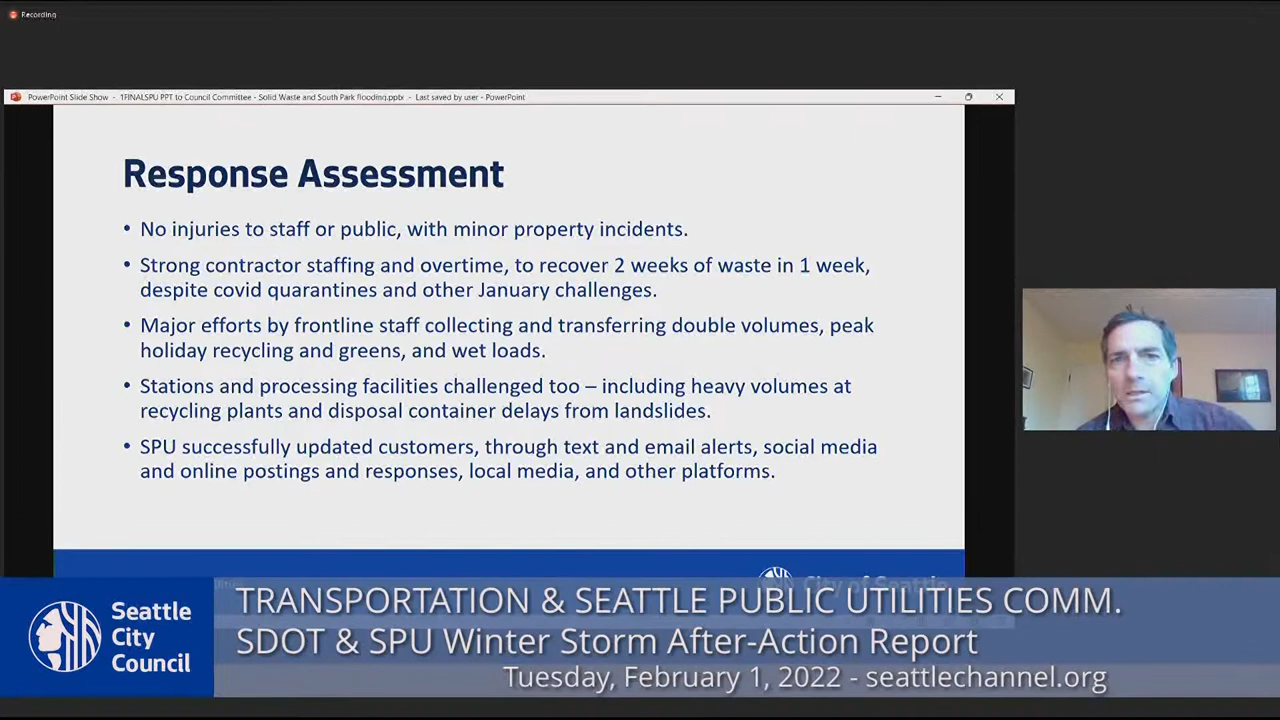 Recording
PowerPoint Slide Show - 1FINALSPU PPT to Council Committee - Solid Waste and South Park flooding.pptx - Last saved by user - PowerPoint
Response Assessment
• No injuries to staff or public, with minor property incidents.
• Strong contractor staffing and overtime, to recover 2 weeks of waste in 1 week,
despite covid quarantines and other January challenges.
• Major efforts by frontline staff collecting and transferring double volumes, peak
holiday recycling and greens, and wet loads.
• Stations and processing facilities challenged too – including heavy volumes at
recycling plants and disposal container delays from landslides.
• SPU successfully updated customers, through text and email alerts, social media
and online postings and responses, local media, and other platforms.
City of Seattle
Seattle
City
Council
TRANSPORTATION & SEATTLE PUBLIC UTILITIES COMM.
SDOT & SPU Winter Storm After-Action Report
Tuesday, February 1, 2022 - seattlechannel.org